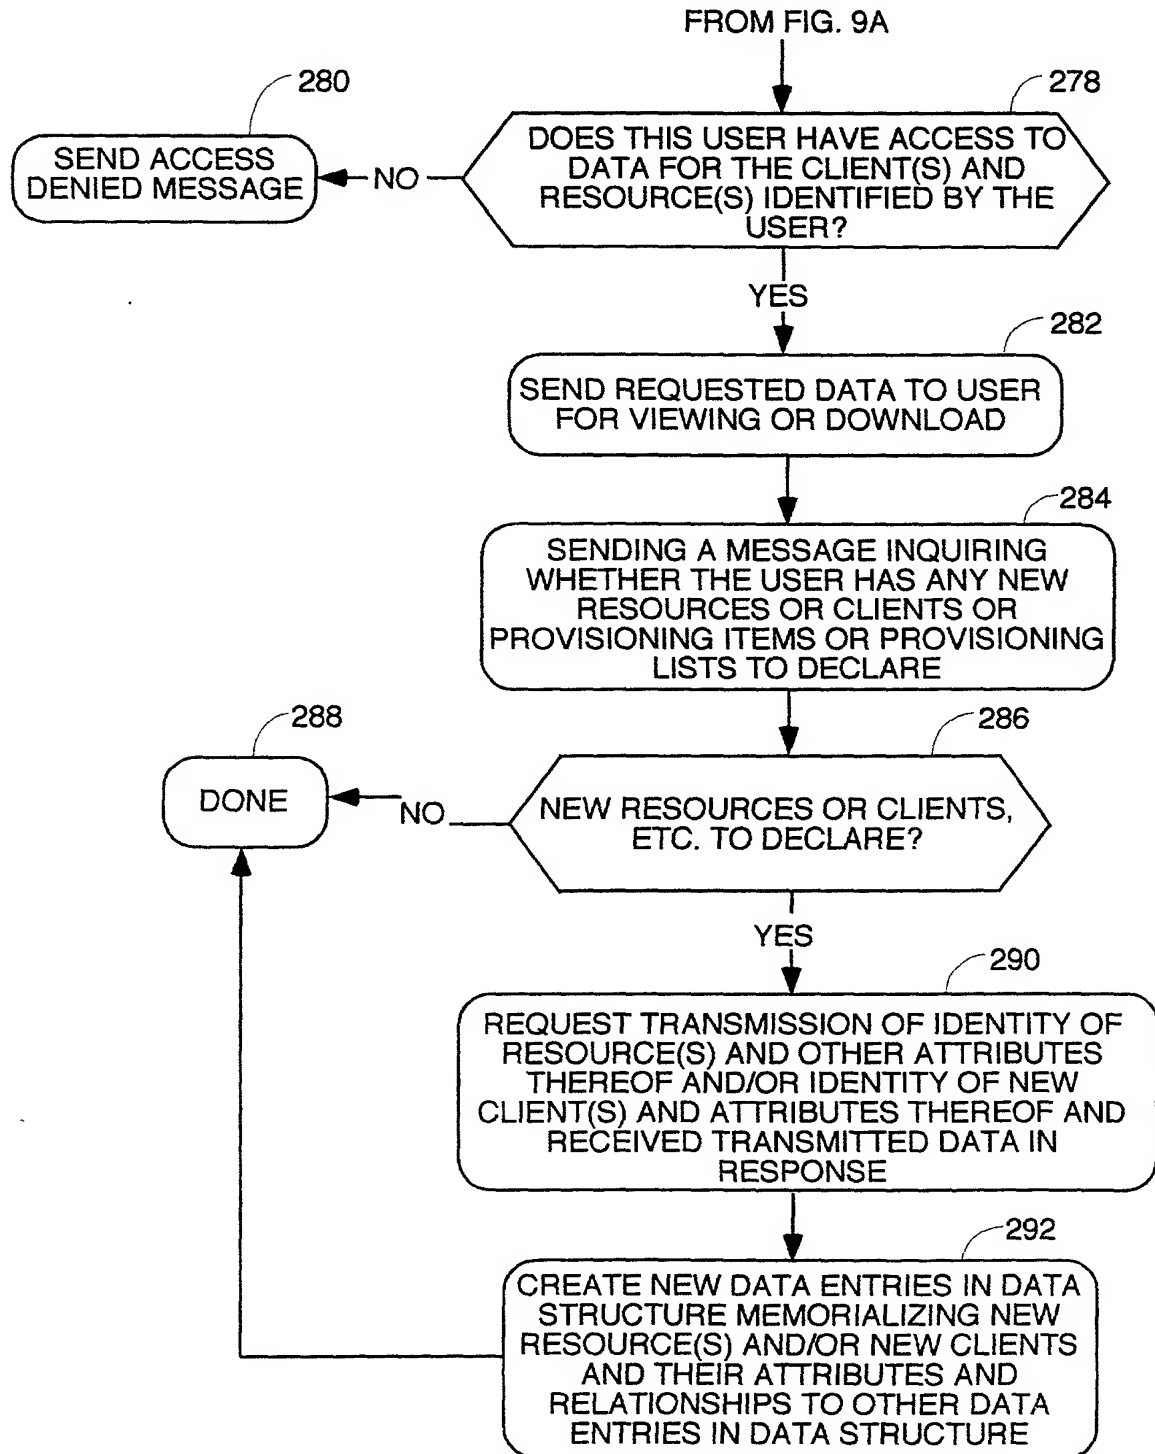 FROM FIG. 9A
280
278
SEND ACCESS
DENIED MESSAGE
NO
DOES THIS USER HAVE ACCESS TO
DATA FOR THE CLIENT(S) AND
RESOURCE(S) IDENTIFIED BY THE
USER?
YES
282
SEND REQUESTED DATA TO USER
FOR VIEWING OR DOWNLOAD
284
SENDING A MESSAGE INQUIRING
WHETHER THE USER HAS ANY NEW
RESOURCES OR CLIENTS OR
PROVISIONING ITEMS OR PROVISIONING
LISTS TO DECLARE
288
286
DONE
NO
NEW RESOURCES OR CLIENTS,
ETC. TO DECLARE?
YES
290
REQUEST TRANSMISSION OF IDENTITY OF
RESOURCE(S) AND OTHER ATTRIBUTES
THEREOF AND/OR IDENTITY OF NEW
CLIENT(S) AND ATTRIBUTES THEREOF AND
RECEIVED TRANSMITTED DATA IN
RESPONSE
292
CREATE NEW DATA ENTRIES IN DATA
STRUCTURE MEMORIALIZING NEW
RESOURCE(S) AND/OR NEW CLIENTS
AND THEIR ATTRIBUTES AND
RELATIONSHIPS TO OTHER DATA
ENTRIES IN DATA STRUCTURE